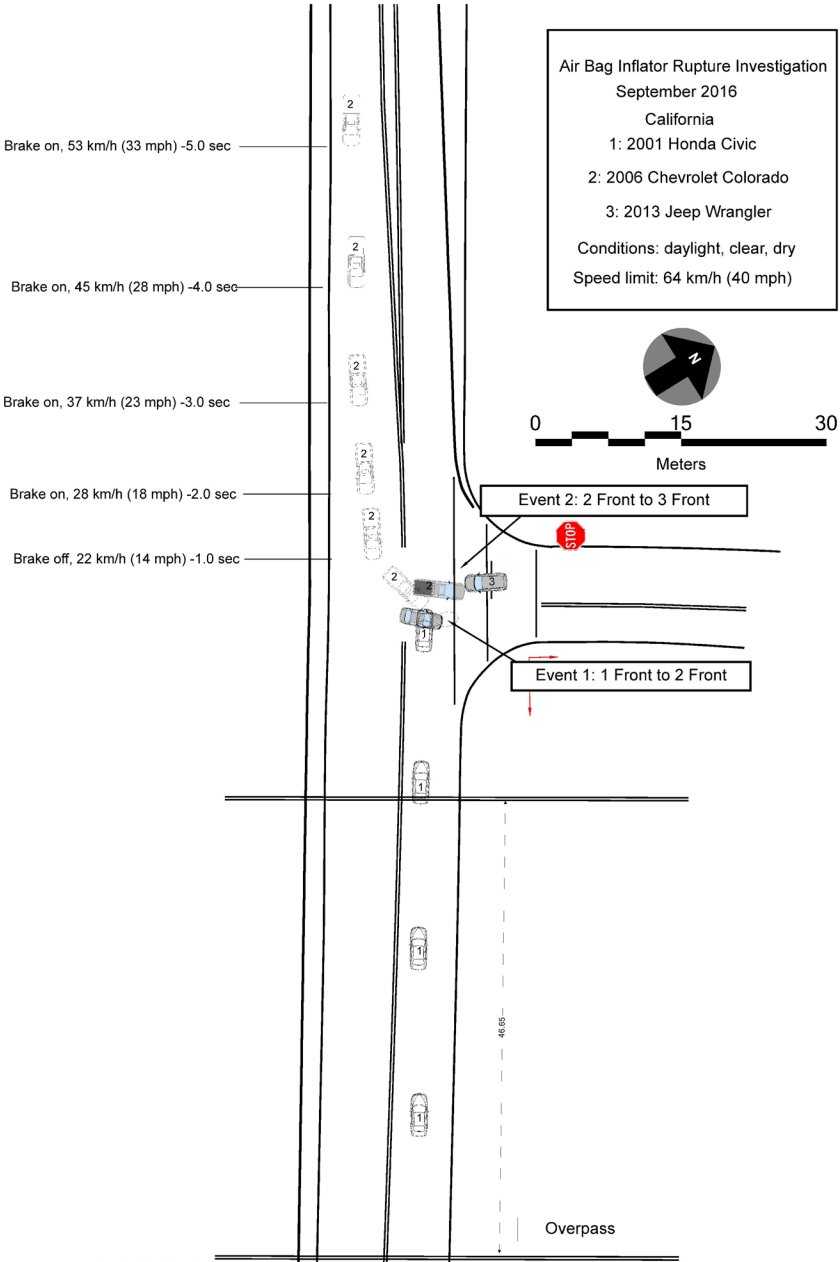 Air Bag Inflator Rupture Investigation
September 2016
California
1: 2001 Honda Civic
2: 2006 Chevrolet Colorado
3: 2013 Jeep Wrangler
Conditions: daylight, clear, dry
Speed limit: 64 km/h (40 mph)
2
Brake on, 53 km/h (33 mph) -5.0 sec
2
Brake on, 45 km/h (28 mph) -4.0 sec
N
0 15 30
Meters
2
Brake on, 37 km/h (23 mph) -3.0 sec
2
Brake on, 28 km/h (18 mph) -2.0 sec
Event 2: 2 Front to 3 Front
2
STOP
Brake off, 22 km/h (14 mph) -1.0 sec
2
2
3
1
Event 1: 1 Front to 2 Front
1
1
46.65
1
Overpass